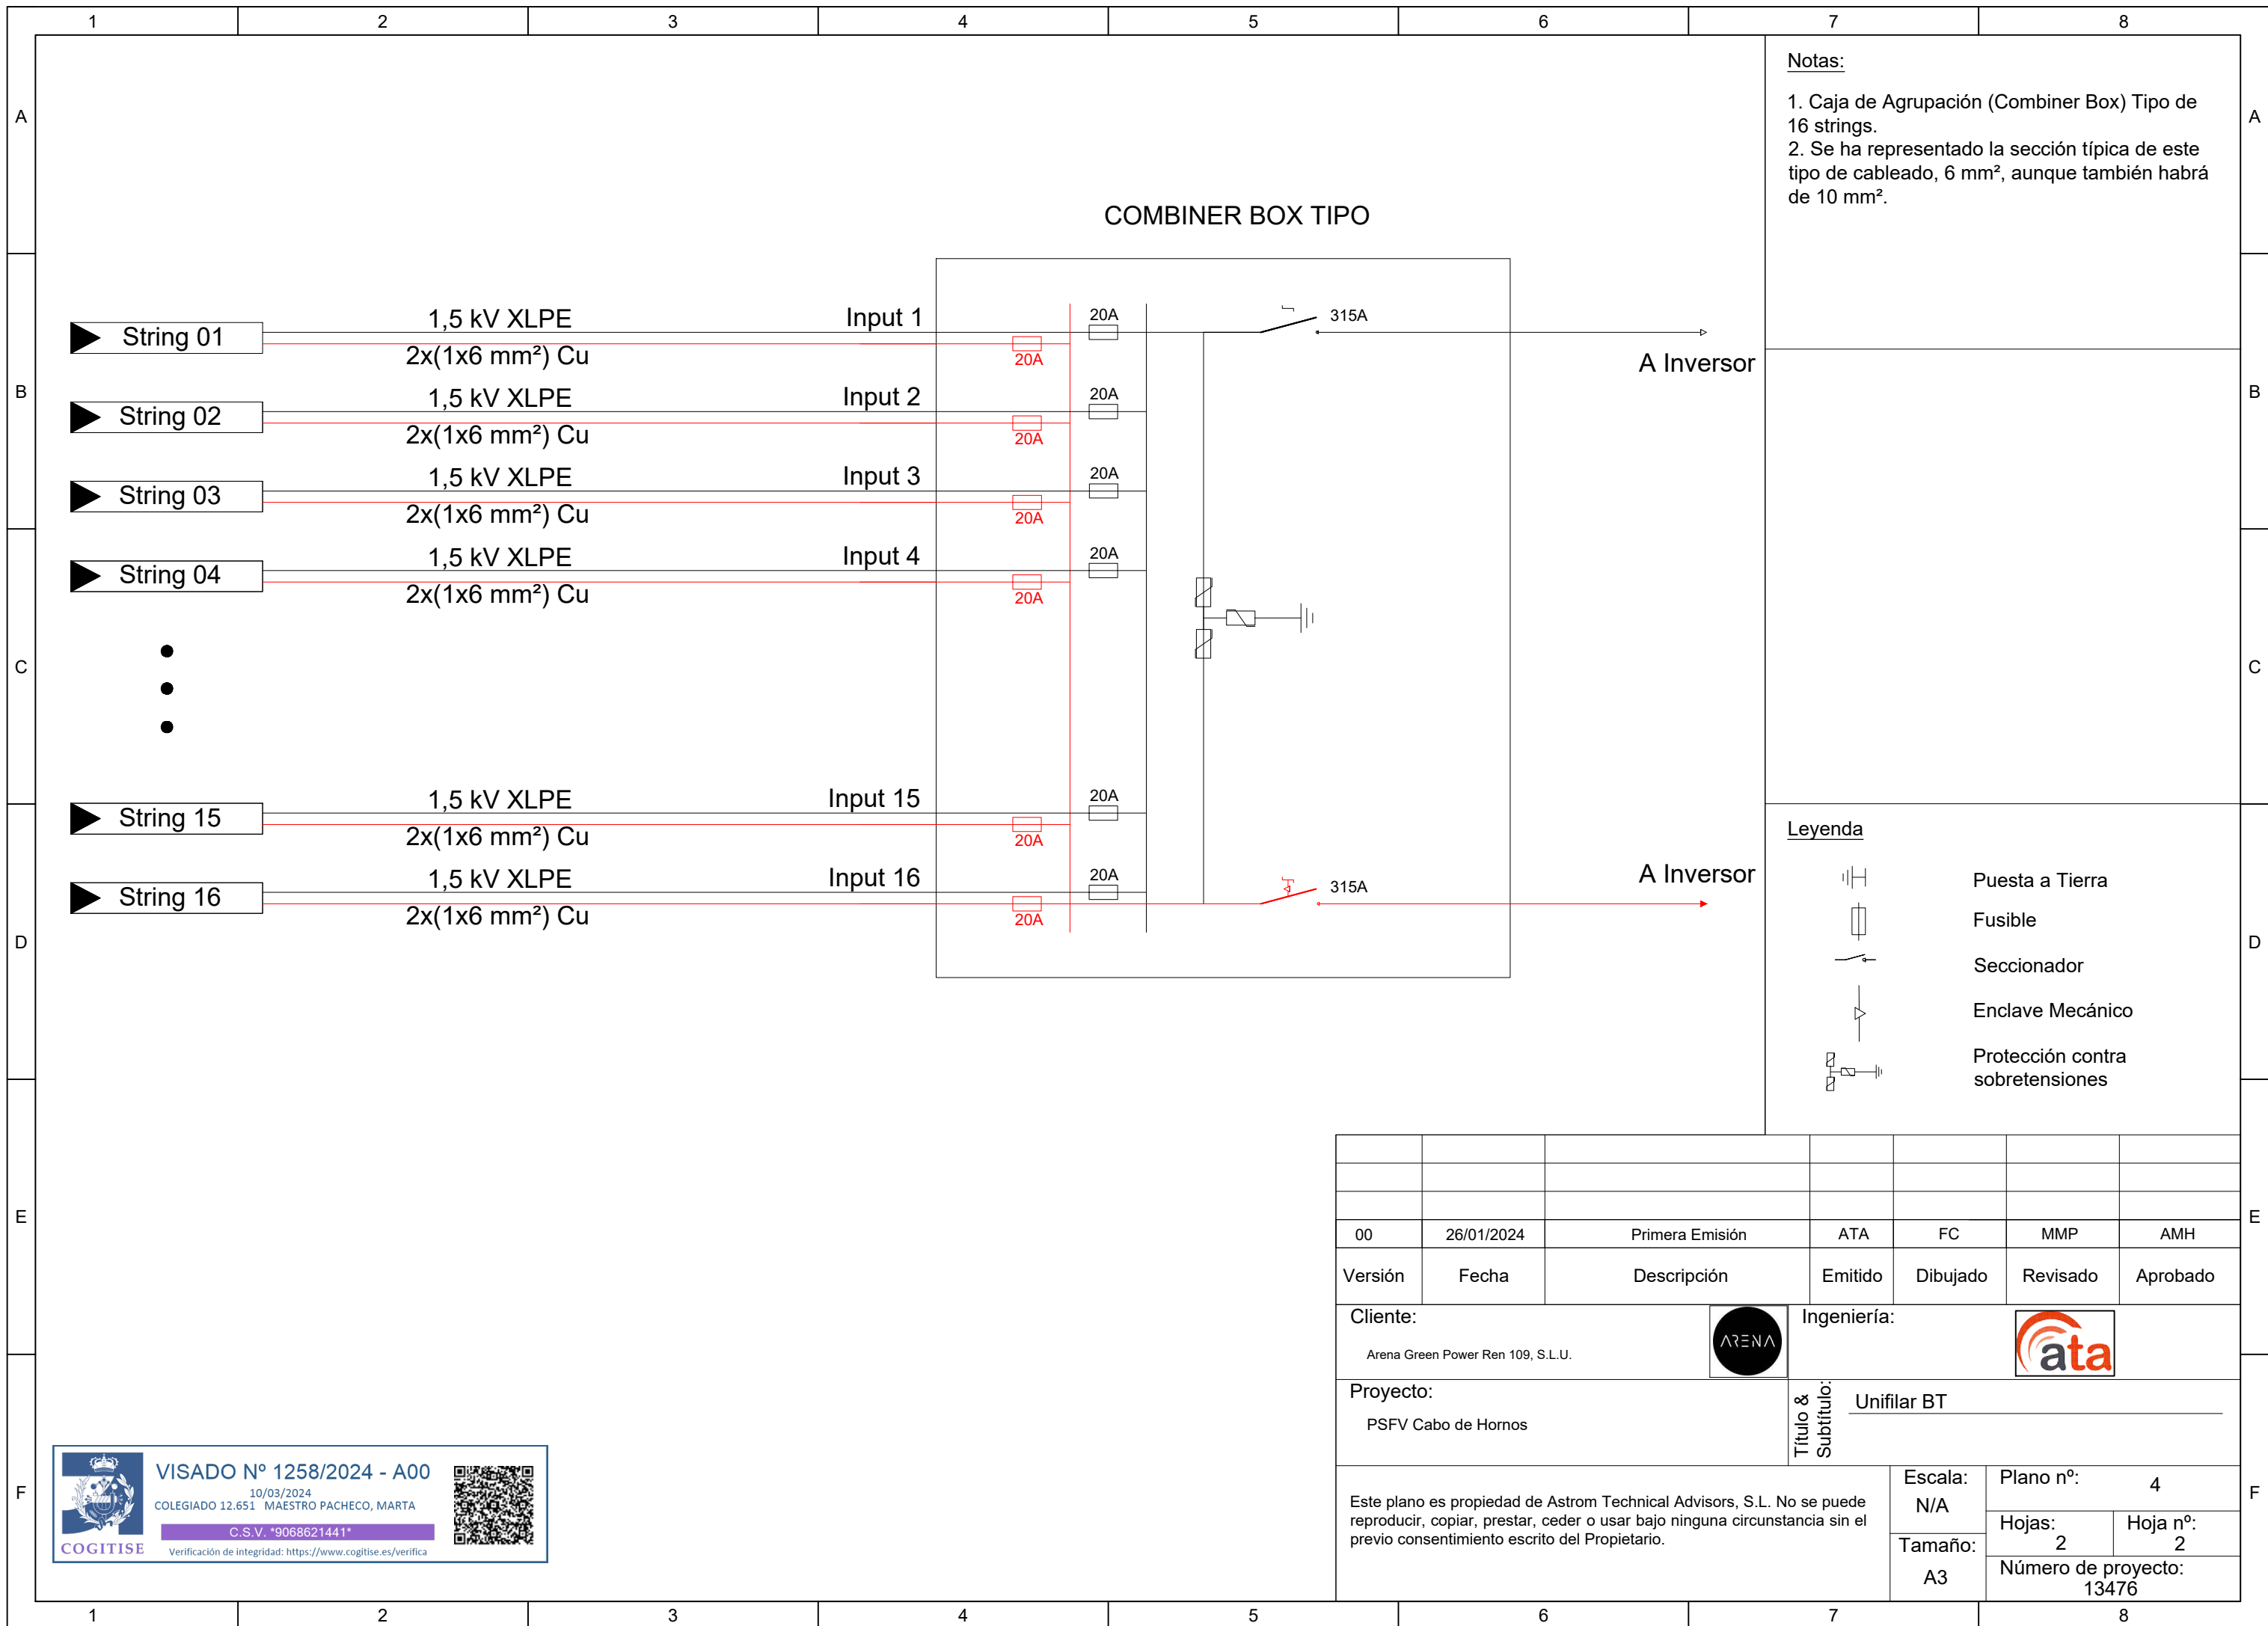 1 2 3 4 5 6 7 8
A A
B B
C C
D D
E E
F F
Notas:
1. Caja de Agrupación (Combiner Box) Tipo de
16 strings.
2. Se ha representado la sección típica de este
tipo de cableado, 6 mm², aunque también habrá
de 10 mm².
COMBINER BOX TIPO
String 01
1,5 kV XLPE
2x(1x6 mm²) Cu
Input 1
20A
20A
315A
A Inversor
String 02
1,5 kV XLPE
2x(1x6 mm²) Cu
Input 2
20A
20A
String 03
1,5 kV XLPE
2x(1x6 mm²) Cu
Input 3
20A
20A
String 04
1,5 kV XLPE
2x(1x6 mm²) Cu
Input 4
20A
20A
String 15
1,5 kV XLPE
2x(1x6 mm²) Cu
Input 15
20A
20A
String 16
1,5 kV XLPE
2x(1x6 mm²) Cu
Input 16
20A
20A
315A
A Inversor
Leyenda
Puesta a Tierra
Fusible
Seccionador
Enclave Mecánico
Protección contra
sobretensiones
00 26/01/2024 Primera Emisión ATA FC MMP AMH
Versión Fecha Descripción Emitido Dibujado Revisado Aprobado
Cliente:
Arena Green Power Ren 109, S.L.U.
ARENA
Ingeniería:
ata
Proyecto:
PSFV Cabo de Hornos
Título &
Subtítulo:
Unifilar BT
Este plano es propiedad de Astrom Technical Advisors, S.L. No se puede
reproducir, copiar, prestar, ceder o usar bajo ninguna circunstancia sin el
previo consentimiento escrito del Propietario.
Escala:
N/A
Tamaño:
A3
Plano nº:
4
Hojas:
2
Hoja nº:
2
Número de proyecto:
13476
COGITISE
VISADO Nº 1258/2024 - A00
10/03/2024
COLEGIADO 12.651 MAESTRO PACHECO, MARTA
C.S.V. *9068621441*
Verificación de integridad: https://www.cogitise.es/verifica
1 2 3 4 5 6 7 8